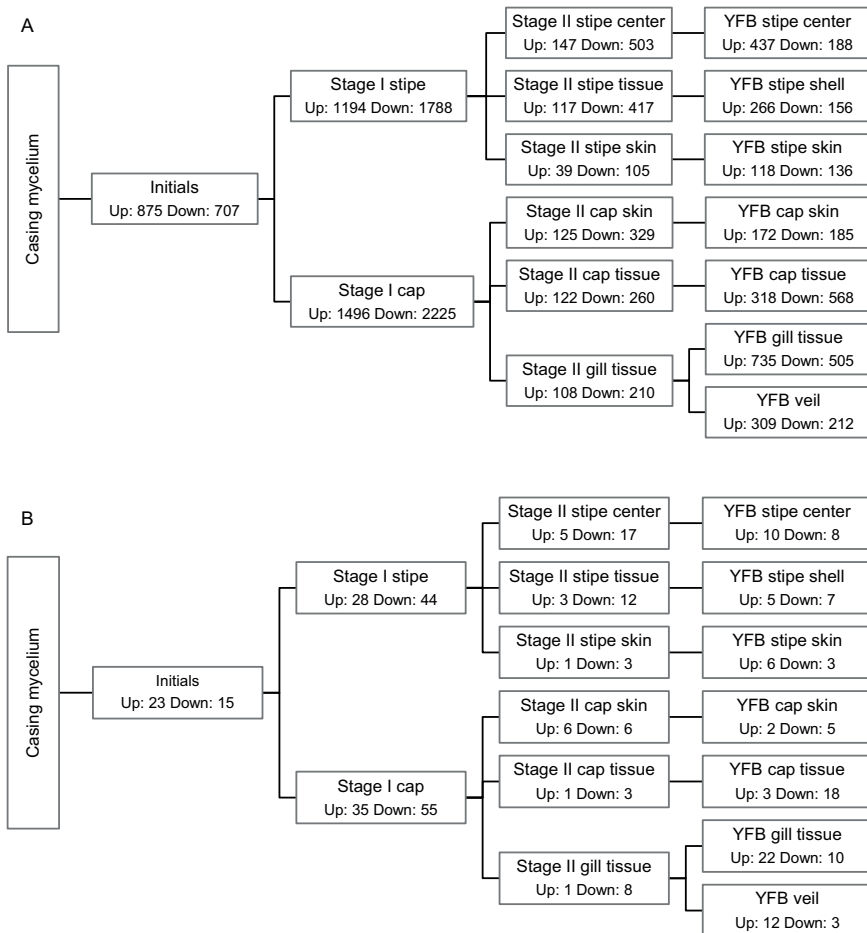 A
Casing mycelium
Initials
Up: 875 Down: 707
Stage I stipe
Up: 1194 Down: 1788
Stage I cap
Up: 1496 Down: 2225
Stage II stipe center
Up: 147 Down: 503
Stage II stipe tissue
Up: 117 Down: 417
Stage II stipe skin
Up: 39 Down: 105
Stage II cap skin
Up: 125 Down: 329
Stage II cap tissue
Up: 122 Down: 260
Stage II gill tissue
Up: 108 Down: 210
YFB stipe center
Up: 437 Down: 188
YFB stipe shell
Up: 266 Down: 156
YFB stipe skin
Up: 118 Down: 136
YFB cap skin
Up: 172 Down: 185
YFB cap tissue
Up: 318 Down: 568
YFB gill tissue
Up: 735 Down: 505
YFB veil
Up: 309 Down: 212
B
Casing mycelium
Initials
Up: 23 Down: 15
Stage I stipe
Up: 28 Down: 44
Stage I cap
Up: 35 Down: 55
Stage II stipe center
Up: 5 Down: 17
Stage II stipe tissue
Up: 3 Down: 12
Stage II stipe skin
Up: 1 Down: 3
Stage II cap skin
Up: 6 Down: 6
Stage II cap tissue
Up: 1 Down: 3
Stage II gill tissue
Up: 1 Down: 8
YFB stipe center
Up: 10 Down: 8
YFB stipe shell
Up: 5 Down: 7
YFB stipe skin
Up: 6 Down: 3
YFB cap skin
Up: 2 Down: 5
YFB cap tissue
Up: 3 Down: 18
YFB gill tissue
Up: 22 Down: 10
YFB veil
Up: 12 Down: 3